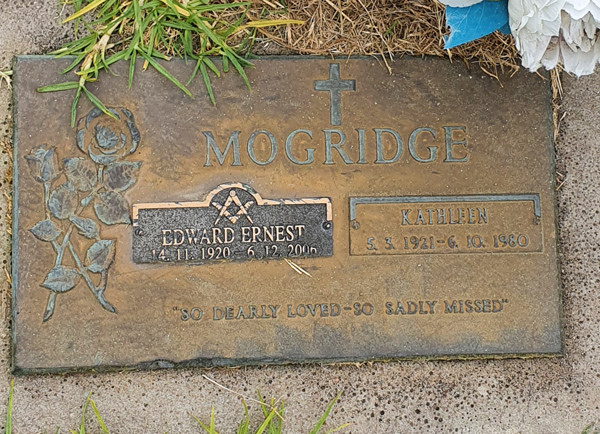 MOGRIDGE
EDWARD ERNEST
14. 11. 1920 - 6. 12. 2006
KATHLEEN
5. 3. 1921 - 6. 10. 1980
"SO DEARLY LOVED - SO SADLY MISSED"